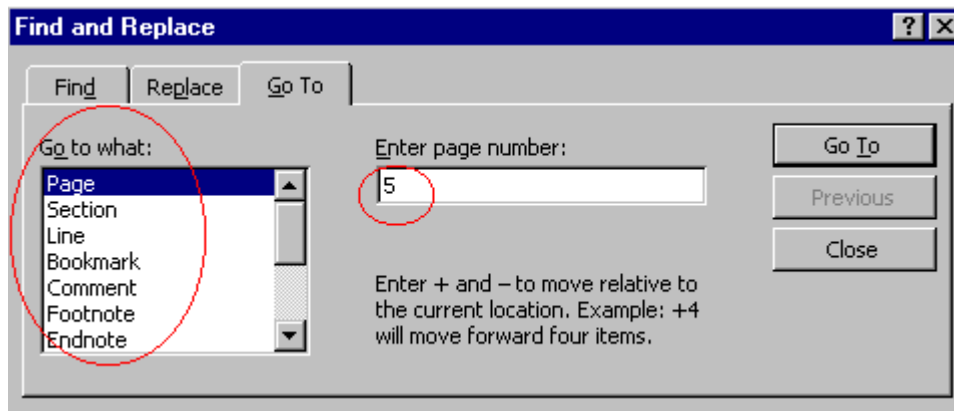 Find and Replace
Find
Replace
Go To
Go to what:
Page
Section
Line
Bookmark
Comment
Footnote
Endnote
Enter page number:
5
Enter + and – to move relative to
the current location. Example: +4
will move forward four items.
Go To
Previous
Close